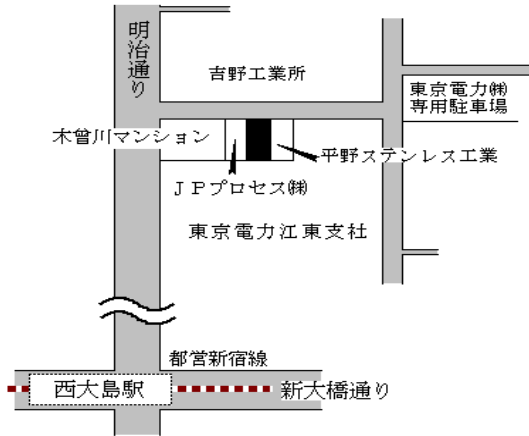 明治通り
吉野工業所
東京電力㈱
専用駐車場
木曾川マンション
平野ステンレス工業
ＪＰプロセス㈱
東京電力江東支社
都営新宿線
西大島駅
新大橋通り